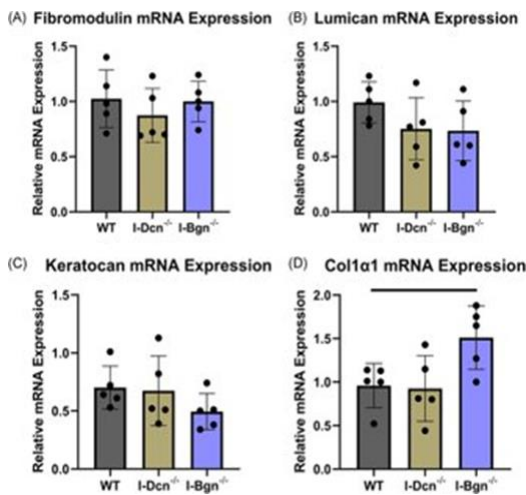 (A) Fibromodulin mRNA Expression
Relative mRNA Expression
1.5
1.0
0.5
0.0
WT I-Dcn-/- I-Bgn-/-
(B) Lumican mRNA Expression
Relative mRNA Expression
1.5
1.0
0.5
0.0
WT I-Dcn-/- I-Bgn-/-
(C) Keratocan mRNA Expression
Relative mRNA Expression
1.5
1.0
0.5
0.0
WT I-Dcn-/- I-Bgn-/-
(D) Col1α1 mRNA Expression
Relative mRNA Expression
2.0
1.5
1.0
0.5
0.0
WT I-Dcn-/- I-Bgn-/-